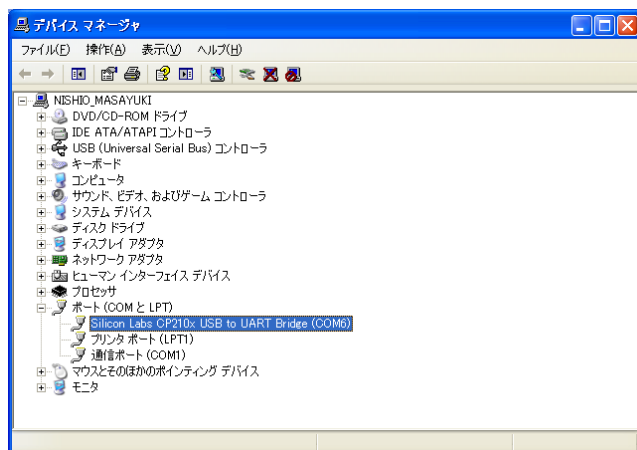 デバイス マネージャ
ファイル(F) 操作(A) 表示(V) ヘルプ(H)
NISHIO_MASAYUKI
DVD/CD-ROM ドライブ
IDE ATA/ATAPI コントローラ
USB (Universal Serial Bus) コントローラ
キーボード
コンピュータ
サウンド、ビデオ、およびゲーム コントローラ
システム デバイス
ディスク ドライブ
ディスプレイ アダプタ
ネットワーク アダプタ
ヒューマン インターフェイス デバイス
プロセッサ
ポート (COM と LPT)
Silicon Labs CP210x USB to UART Bridge (COM6)
プリンタ ポート (LPT1)
通信ポート (COM1)
マウスとそのほかのポインティング デバイス
モニタ